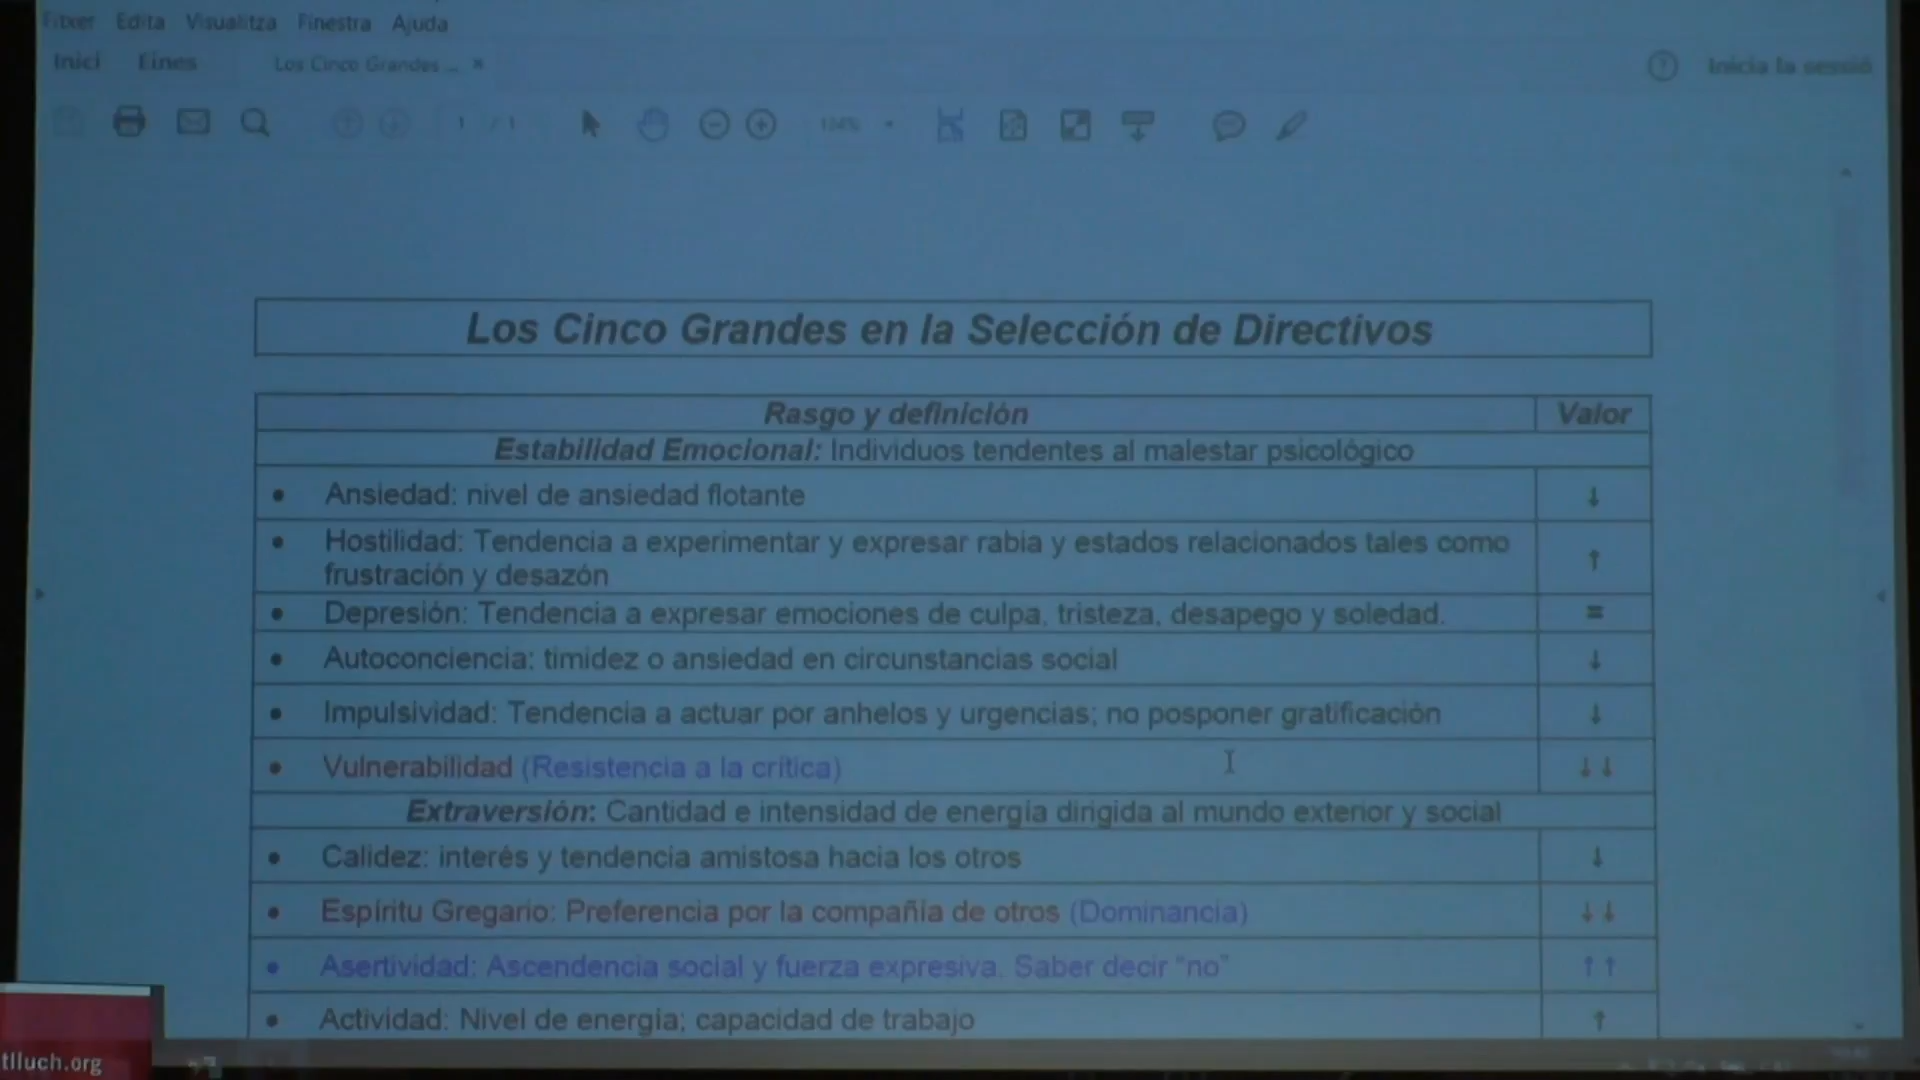 Fitxer Edita Visualitza Finestra Ajuda
Inici Eines Los Cinco Grandes ... × Inicia la sessió
1 / 1 124%
Los Cinco Grandes en la Selección de Directivos
Rasgo y definición Valor
Estabilidad Emocional: Individuos tendentes al malestar psicológico
• Ansiedad: nivel de ansiedad flotante ↓
• Hostilidad: Tendencia a experimentar y expresar rabia y estados relacionados tales como
frustración y desazón ↑
• Depresión: Tendencia a expresar emociones de culpa, tristeza, desapego y soledad. =
• Autoconciencia: timidez o ansiedad en circunstancias social ↓
• Impulsividad: Tendencia a actuar por anhelos y urgencias; no posponer gratificación ↓
• Vulnerabilidad (Resistencia a la crítica) ↓↓
Extraversión: Cantidad e intensidad de energía dirigida al mundo exterior y social
• Calidez: interés y tendencia amistosa hacia los otros ↓
• Espíritu Gregario: Preferencia por la compañía de otros (Dominancia) ↓↓
• Asertividad: Ascendencia social y fuerza expresiva. Saber decir "no" ↑↑
• Actividad: Nivel de energía; capacidad de trabajo ↑
tlluch.org